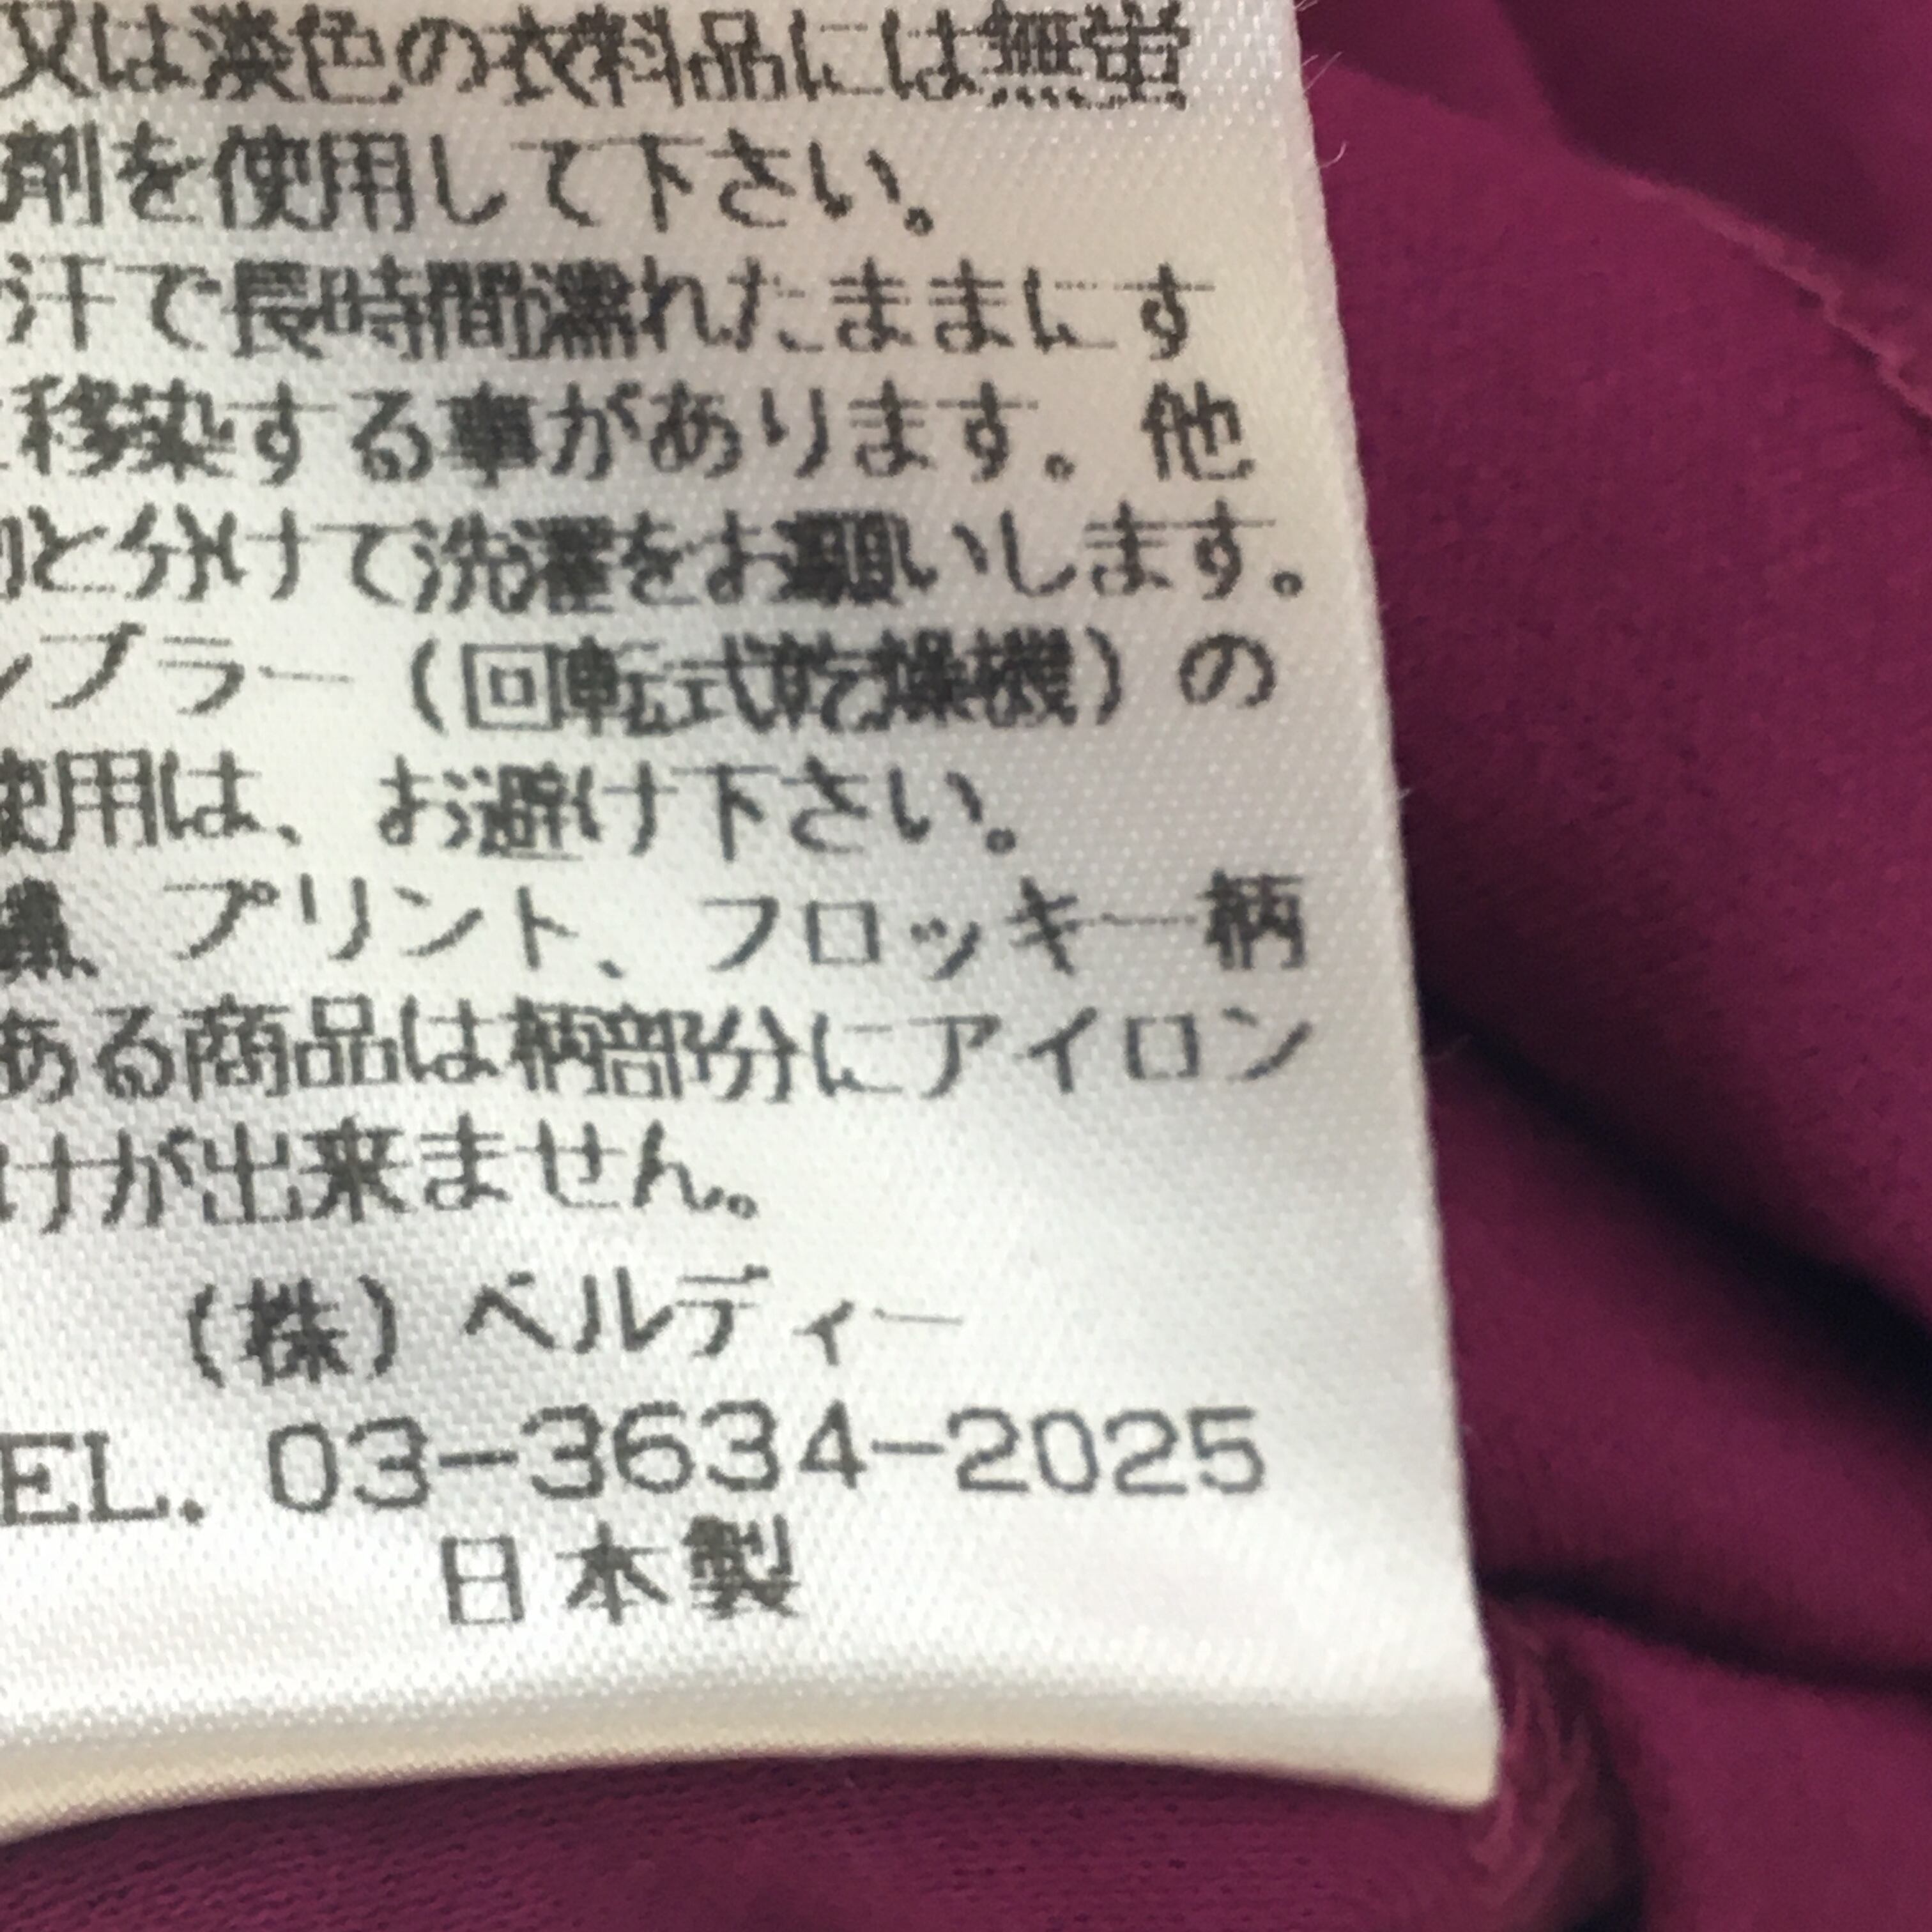 又は淡色の衣料品には無蛍
剤を使用して下さい。
汗で長時間濡れたままにす
移染する事があります。他
と分けて洗濯をお願いします。
ンブラー（回転式乾燥機）の
使用は、お避け下さい。
プリント、フロッキー柄
ある商品は柄部分にアイロン
けが出来ません。
（株）ベルディー
EL. 03-3634-2025
日本製